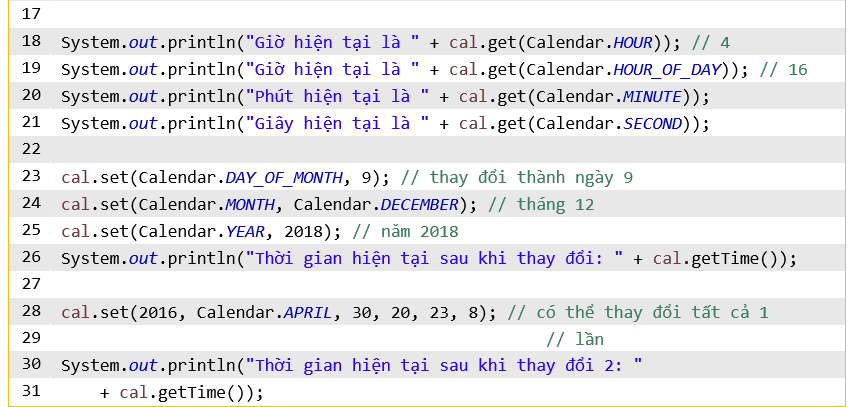 17
18 System.out.println("Giờ hiện tại là " + cal.get(Calendar.HOUR)); // 4
19 System.out.println("Giờ hiện tại là " + cal.get(Calendar.HOUR_OF_DAY)); // 16
20 System.out.println("Phút hiện tại là " + cal.get(Calendar.MINUTE));
21 System.out.println("Giây hiện tại là " + cal.get(Calendar.SECOND));
22
23 cal.set(Calendar.DAY_OF_MONTH, 9); // thay đổi thành ngày 9
24 cal.set(Calendar.MONTH, Calendar.DECEMBER); // tháng 12
25 cal.set(Calendar.YEAR, 2018); // năm 2018
26 System.out.println("Thời gian hiện tại sau khi thay đổi: " + cal.getTime());
27
28 cal.set(2016, Calendar.APRIL, 30, 20, 23, 8); // có thể thay đổi tất cả 1
29 // lần
30 System.out.println("Thời gian hiện tại sau khi thay đổi 2: "
31 + cal.getTime());